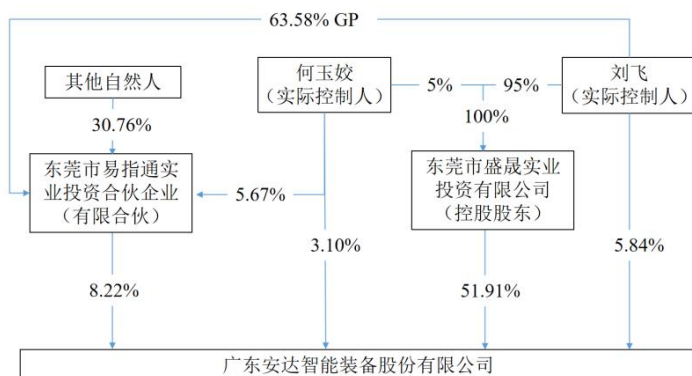 63.58% GP
其他自然人
何玉姣
（实际控制人）
5%
95%
刘飞
（实际控制人）
30.76%
100%
东莞市易指通实
业投资合伙企业
（有限合伙）
5.67%
东莞市盛晟实业
投资有限公司
（控股股东）
8.22%
3.10%
51.91%
5.84%
广东安达智能装备股份有限公司